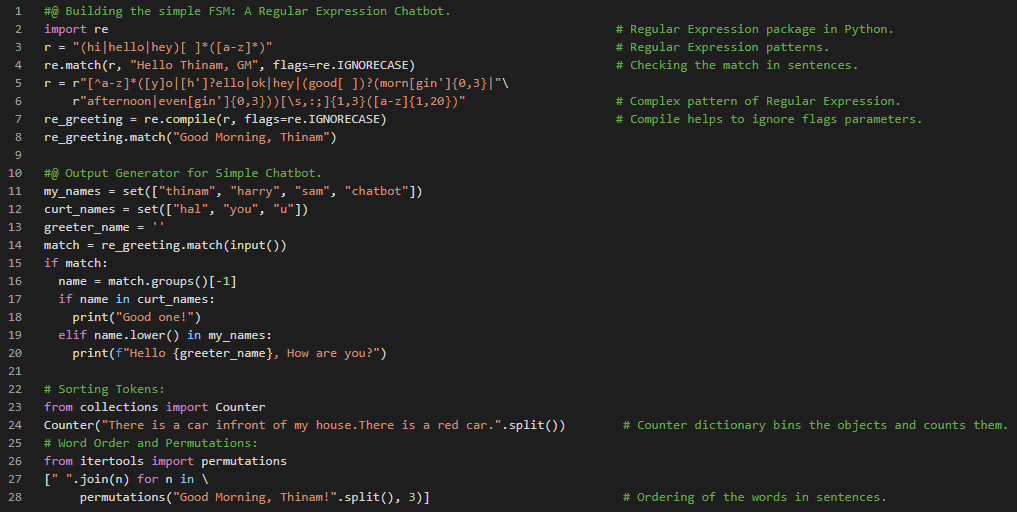 1 #@ Building the simple FSM: A Regular Expression Chatbot.
2 import re # Regular Expression package in Python.
3 r = "(hi|hello|hey)[ ]*([a-z]*)" # Regular Expression patterns.
4 re.match(r, "Hello Thinam, GM", flags=re.IGNORECASE) # Checking the match in sentences.
5 r = r"[^a-z]*([y]o|[h']?ello|ok|hey|(good[ ])?(morn[gin']{0,3}|"\
6     r"afternoon|even[gin']{0,3}))[\s,:;]{1,3}([a-z]{1,20})" # Complex pattern of Regular Expression.
7 re_greeting = re.compile(r, flags=re.IGNORECASE) # Compile helps to ignore flags parameters.
8 re_greeting.match("Good Morning, Thinam")
9
10 #@ Output Generator for Simple Chatbot.
11 my_names = set(["thinam", "harry", "sam", "chatbot"])
12 curt_names = set(["hal", "you", "u"])
13 greeter_name = ''
14 match = re_greeting.match(input())
15 if match:
16   name = match.groups()[-1]
17   if name in curt_names:
18     print("Good one!")
19   elif name.lower() in my_names:
20     print(f"Hello {greeter_name}, How are you?")
21
22 # Sorting Tokens:
23 from collections import Counter
24 Counter("There is a car infront of my house.There is a red car.".split()) # Counter dictionary bins the objects and counts them.
25 # Word Order and Permutations:
26 from itertools import permutations
27 [" ".join(n) for n in \
28      permutations("Good Morning, Thinam!".split(), 3)] # Ordering of the words in sentences.